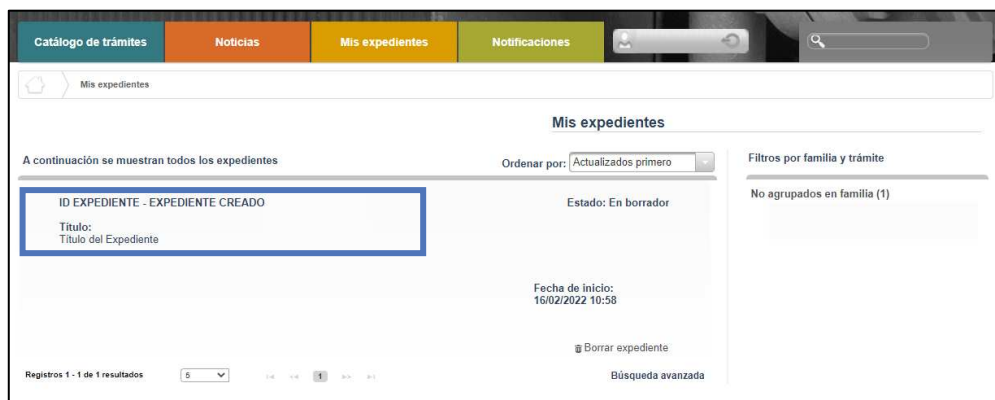 Catálogo de trámites
Noticias
Mis expedientes
Notificaciones
Mis expedientes
Mis expedientes
A continuación se muestran todos los expedientes
Ordenar por: Actualizados primero
Filtros por familia y trámite
ID EXPEDIENTE - EXPEDIENTE CREADO
Estado: En borrador
No agrupados en familia (1)
Título:
Título del Expediente
Fecha de inicio:
16/02/2022 10:58
Borrar expediente
Registros 1 - 1 de 1 resultados
5
1
Búsqueda avanzada